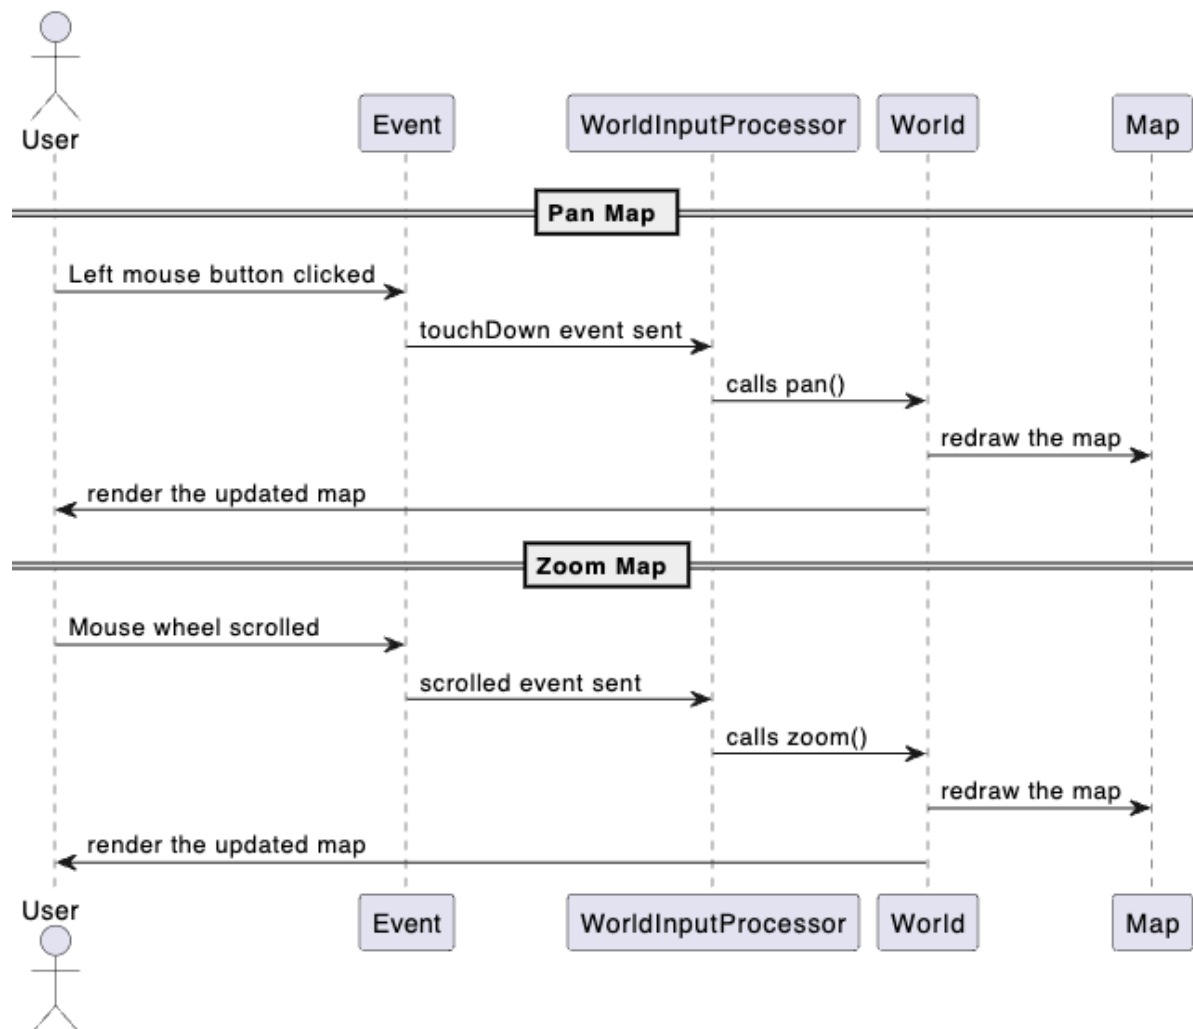 User
Event
WorldInputProcessor
World
Map
Pan Map
Left mouse button clicked
touchDown event sent
calls pan()
redraw the map
render the updated map
Zoom Map
Mouse wheel scrolled
scrolled event sent
calls zoom()
redraw the map
render the updated map
User
Event
WorldInputProcessor
World
Map